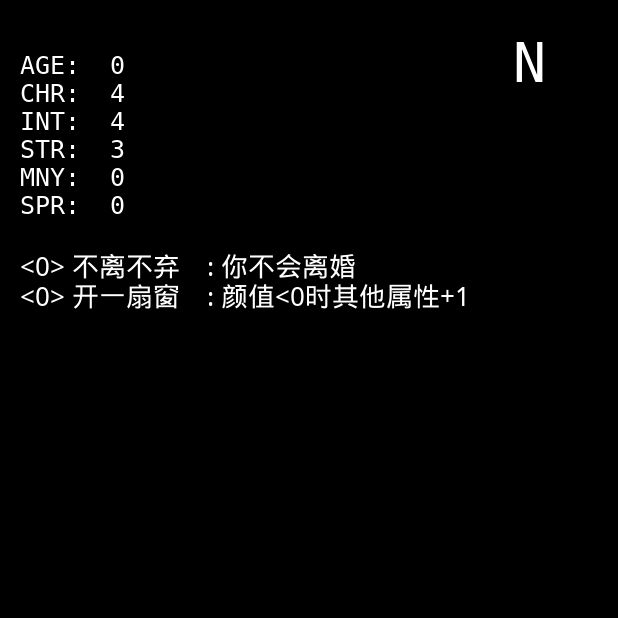 N
AGE: 0
CHR: 4
INT: 4
STR: 3
MNY: 0
SPR: 0
<0> 不离不弃 : 你不会离婚
<0> 开一扇窗 : 颜值<0时其他属性+1